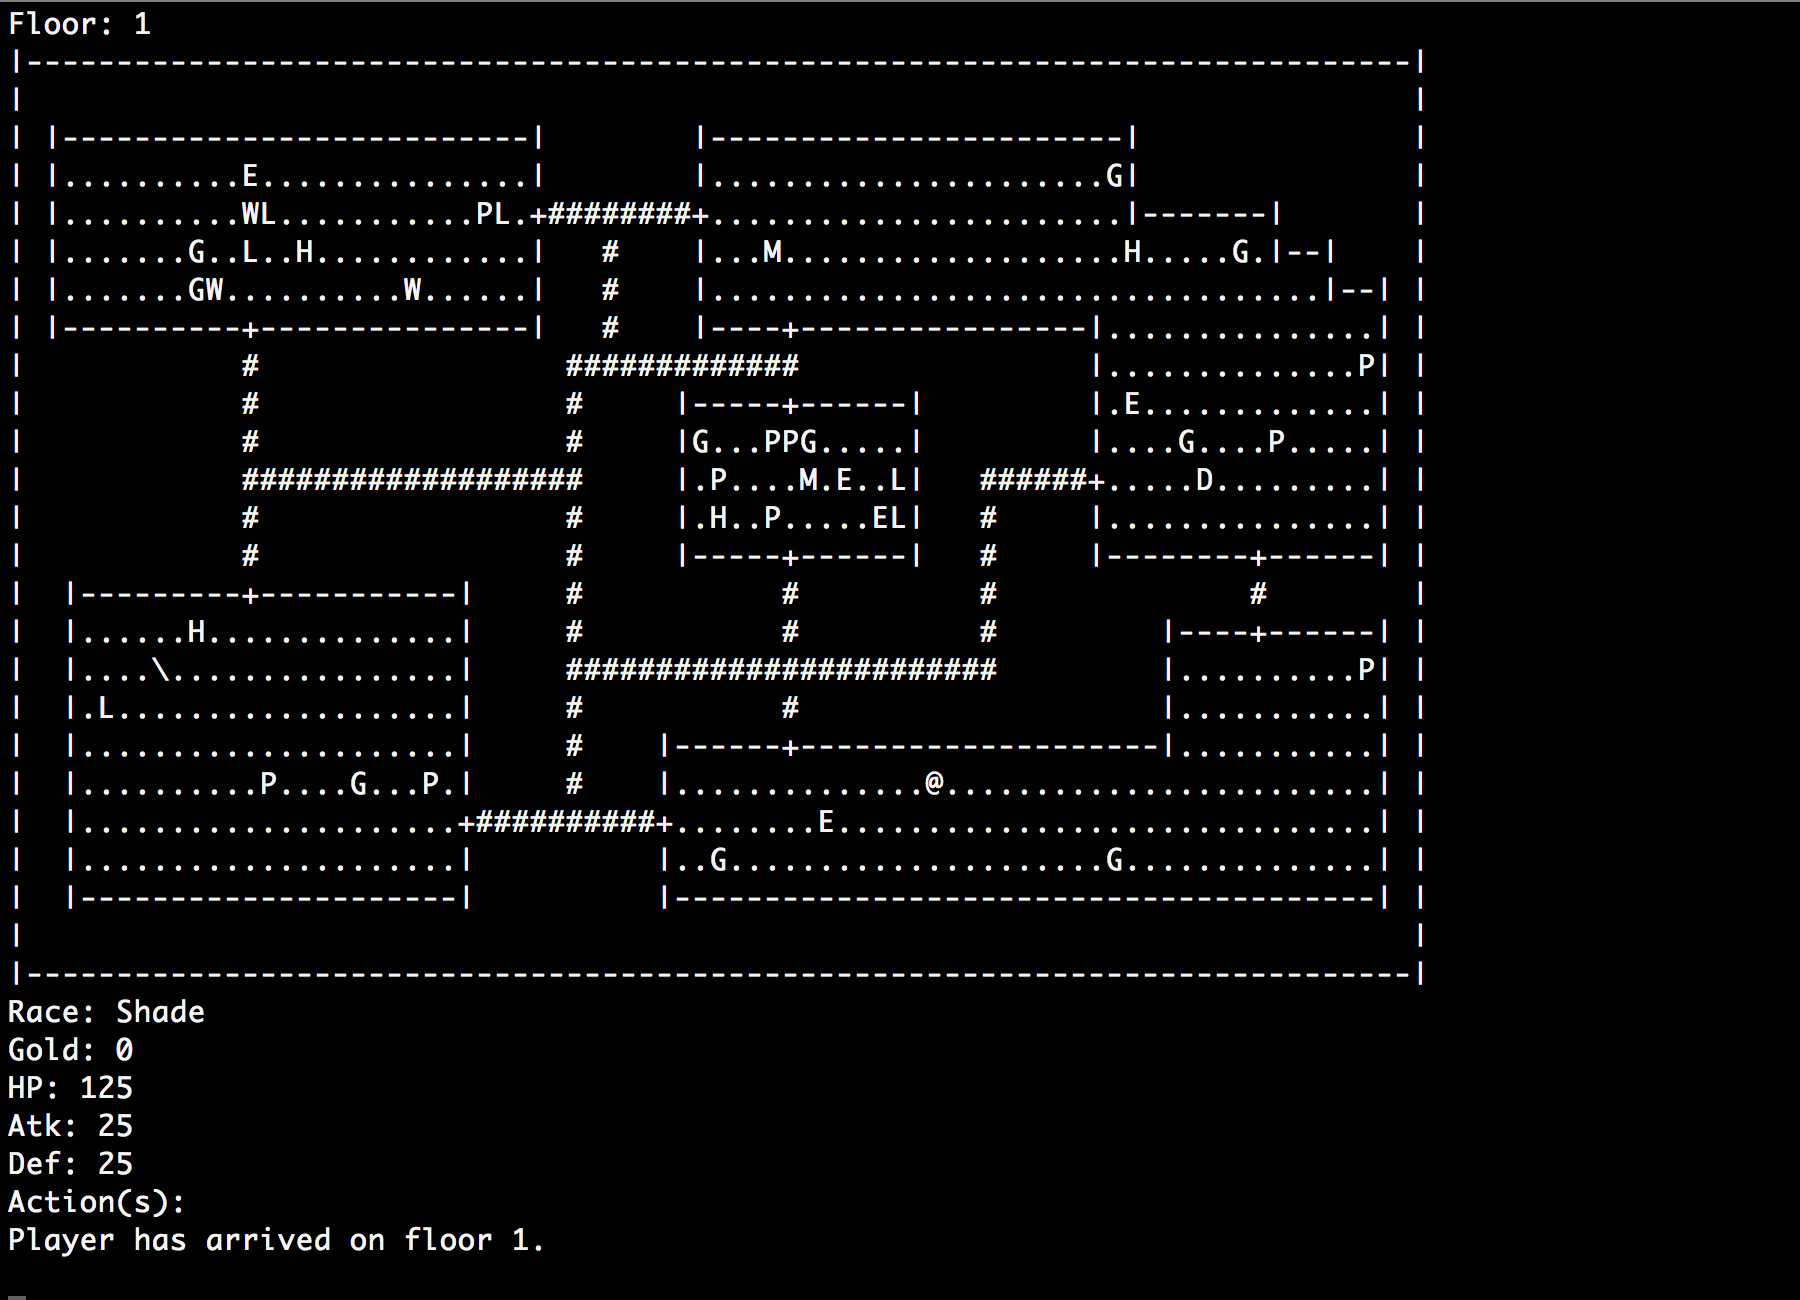 Floor: 1
|-----------------------------------------------------------------------------|
|                                                                             |
| |--------------------------|        |-----------------------|               |
| |..........E...............|        |......................G|               |
| |..........WL...........PL.+########+.......................|-------|       |
| |.......G..L..H............|   #    |...M...................H.....G.|--|    |
| |.......GW..........W......|   #    |..................................|--| |
| |----------+---------------|   #    |----+----------------|...............| |
|            #                 #############                |..............P| |
|            #                 #     |-----+------|         |.E.............| |
|            #                 #     |G...PPG.....|         |....G....P.....| |
|            ###################     |.P....M.E..L|   ######+.....D.........| |
|            #                 #     |.H..P.....EL|   #     |...............| |
|            #                 #     |-----+------|   #     |--------+------| |
|  |---------+-----------|     #           #          #              #        |
|  |......H..............|     #           #          #         |----+------| |
|  |....\................|     ########################         |..........P| |
|  |.L...................|     #           #                    |...........| |
|  |.....................|     #    |------+--------------------|...........| |
|  |..........P....G...P.|     #    |..............@........................| |
|  |.....................+##########+........E..............................| |
|  |.....................|          |..G.....................G..............| |
|  |---------------------|          |---------------------------------------| |
|                                                                             |
|-----------------------------------------------------------------------------|
Race: Shade
Gold: 0
HP: 125
Atk: 25
Def: 25
Action(s):
Player has arrived on floor 1.